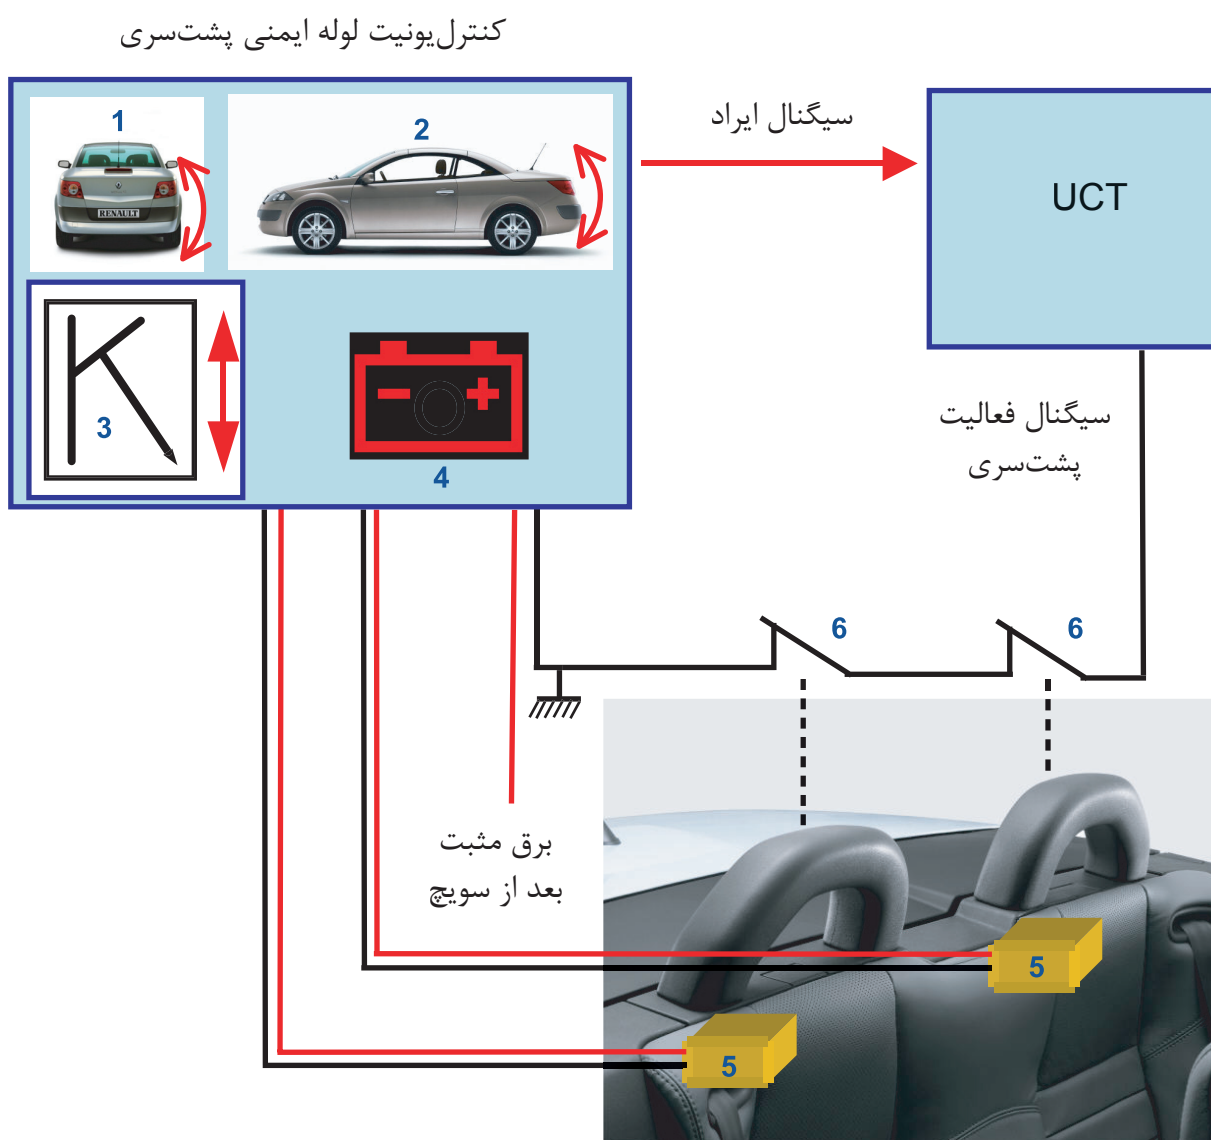 کنترل‌یونیت لوله ایمنی پشت‌سری
1
2
RENAULT
سیگنال ایراد
UCT
3
4
سیگنال فعالیت
پشت‌سری
6
6
برق مثبت
بعد از سویچ
5
5